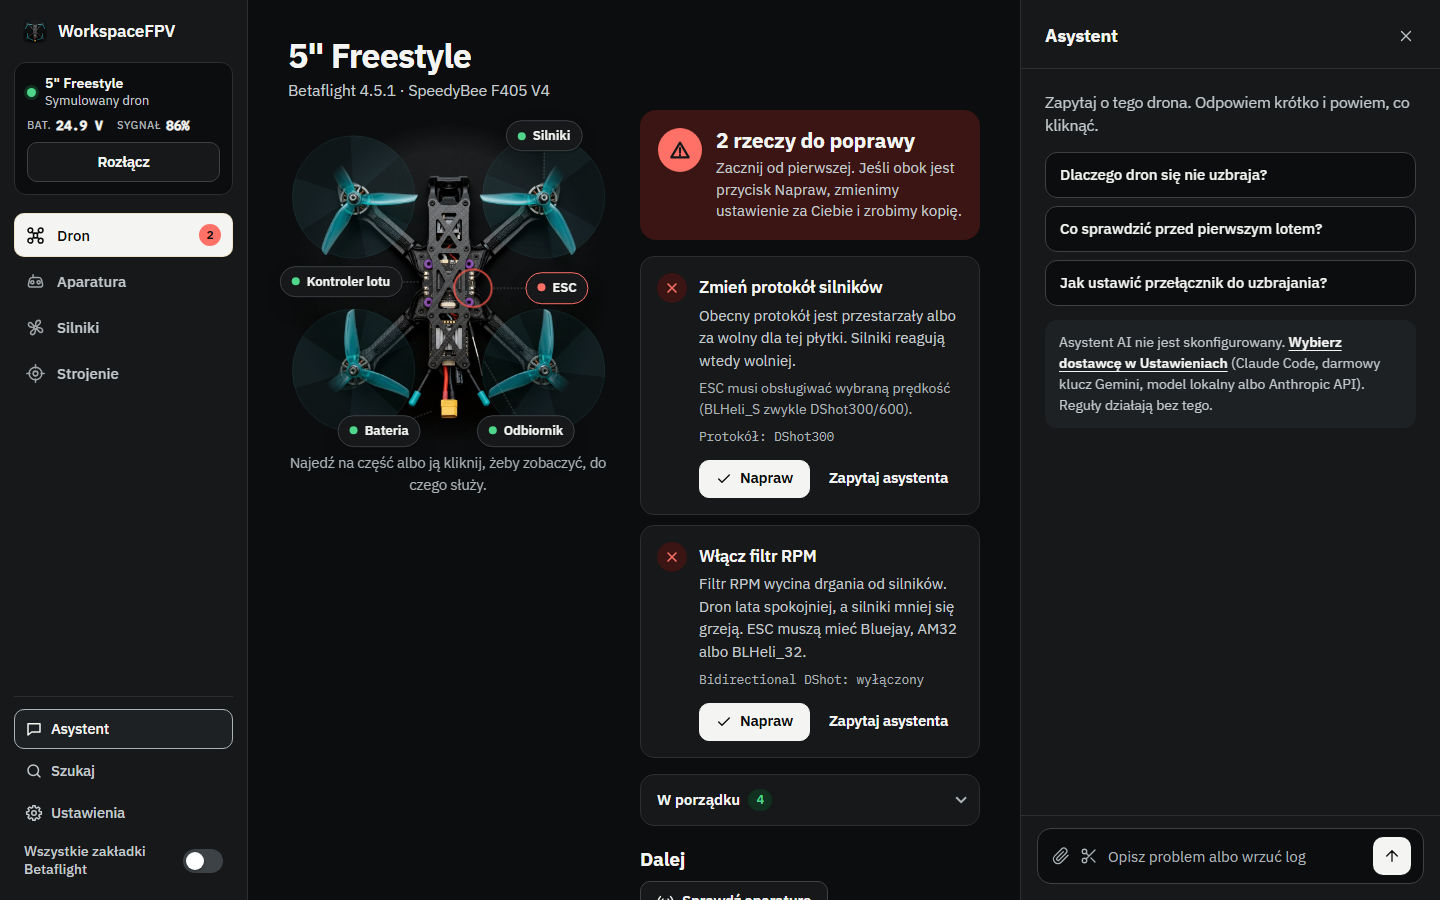 WorkspaceFPV
5" Freestyle
Symulowany dron
BAT. 24.9 V SYGNAŁ 86%
Rozłącz
Dron 2
Aparatura
Silniki
Strojenie
Asystent
Szukaj
Ustawienia
Wszystkie zakładki
Betaflight
5" Freestyle
Betaflight 4.5.1 · SpeedyBee F405 V4
Silniki
Kontroler lotu
ESC
Bateria
Odbiornik
Najedź na część albo ją kliknij, żeby zobaczyć, do
czego służy.
2 rzeczy do poprawy
Zacznij od pierwszej. Jeśli obok jest
przycisk Napraw, zmienimy
ustawienie za Ciebie i zrobimy kopię.
Zmień protokół silników
Obecny protokół jest przestarzały albo
za wolny dla tej płytki. Silniki reagują
wtedy wolniej.
ESC musi obsługiwać wybraną prędkość
(BLHeli_S zwykle DShot300/600).
Protokół: DShot300
Napraw Zapytaj asystenta
Włącz filtr RPM
Filtr RPM wycina drgania od silników.
Dron lata spokojniej, a silniki mniej się
grzeją. ESC muszą mieć Bluejay, AM32
albo BLHeli_32.
Bidirectional DShot: wyłączony
Napraw Zapytaj asystenta
W porządku 4
Dalej
Sprawdź aparaturę
Asystent
Zapytaj o tego drona. Odpowiem krótko i powiem, co
kliknąć.
Dlaczego dron się nie uzbraja?
Co sprawdzić przed pierwszym lotem?
Jak ustawić przełącznik do uzbrajania?
Asystent AI nie jest skonfigurowany. Wybierz
dostawcę w Ustawieniach (Claude Code, darmowy
klucz Gemini, model lokalny albo Anthropic API).
Reguły działają bez tego.
Opisz problem albo wrzuć log